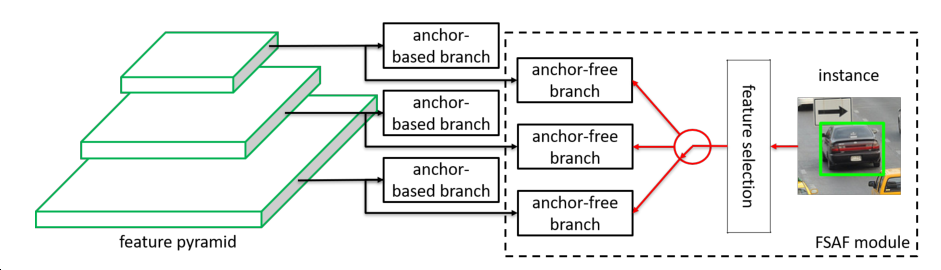 anchor-
based branch
anchor-free
branch
anchor-
based branch
anchor-free
branch
anchor-
based branch
anchor-free
branch
feature selection
instance
feature pyramid
FSAF module